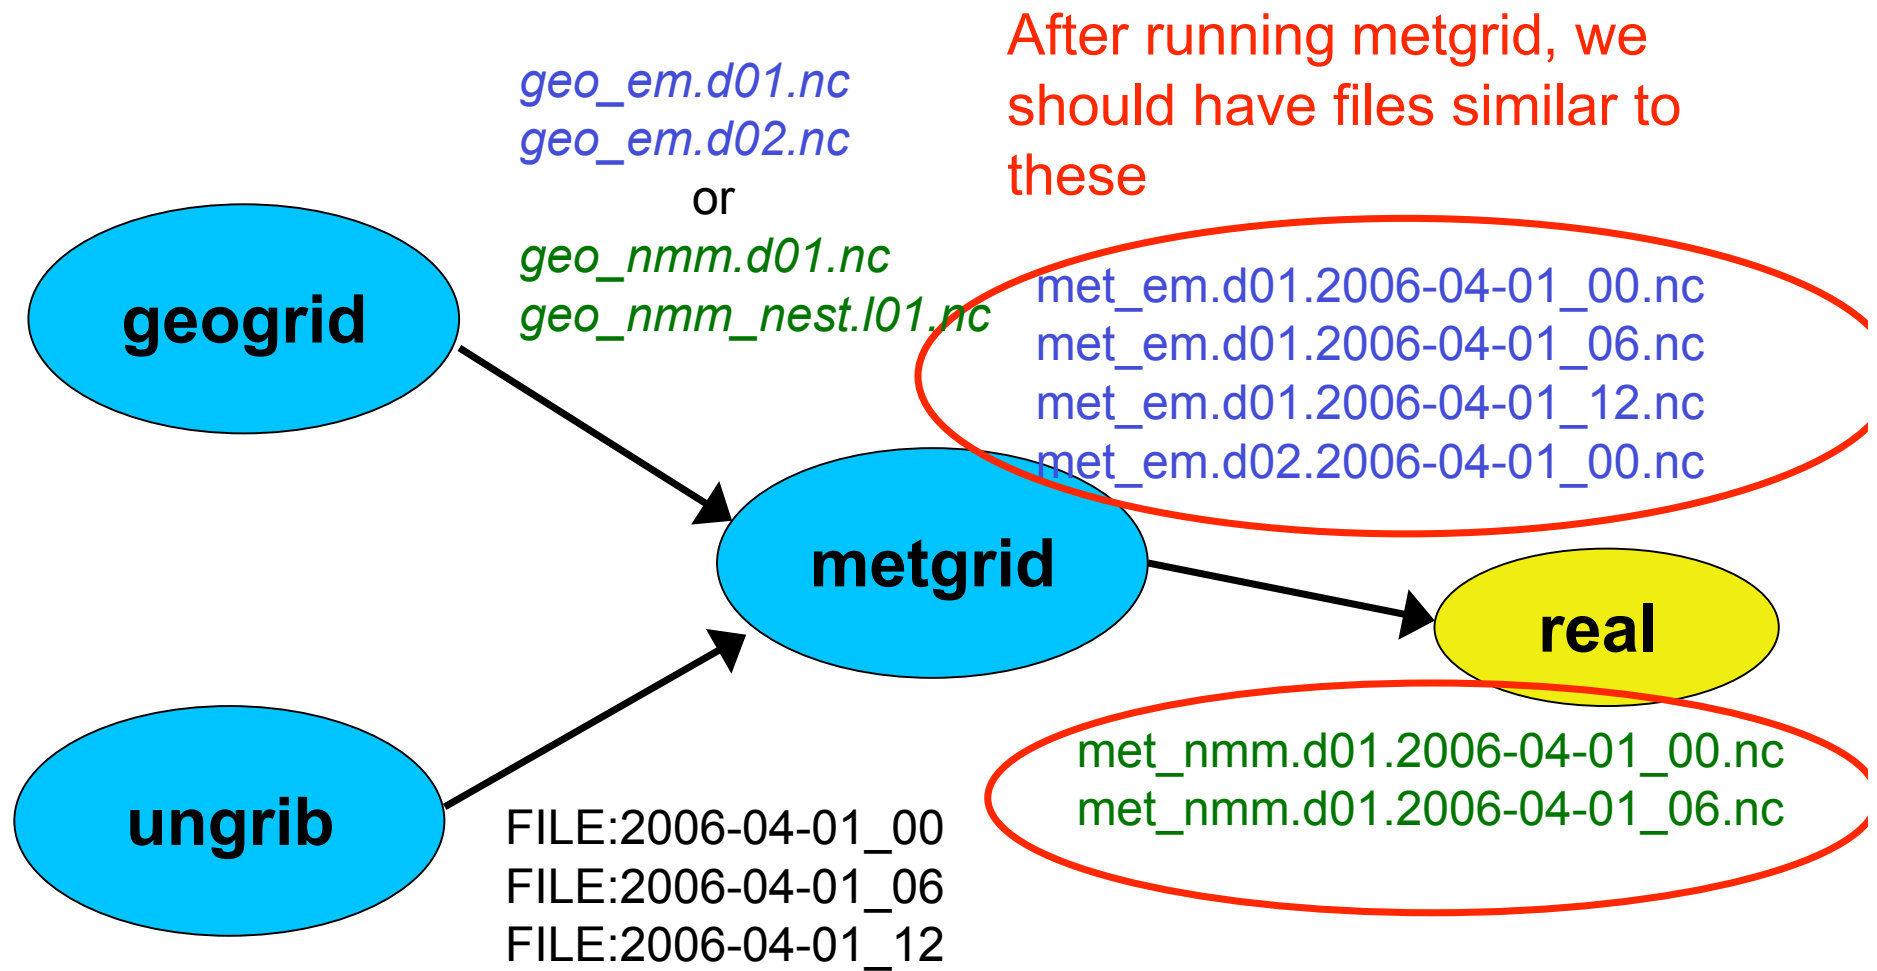 After running metgrid, we
should have files similar to
these
geo_em.d01.nc
geo_em.d02.nc
or
geo_nmm.d01.nc
geo_nmm_nest.l01.nc
geogrid
met_em.d01.2006-04-01_00.nc
met_em.d01.2006-04-01_06.nc
met_em.d01.2006-04-01_12.nc
met_em.d02.2006-04-01_00.nc
metgrid
real
ungrib
FILE:2006-04-01_00
FILE:2006-04-01_06
FILE:2006-04-01_12
met_nmm.d01.2006-04-01_00.nc
met_nmm.d01.2006-04-01_06.nc